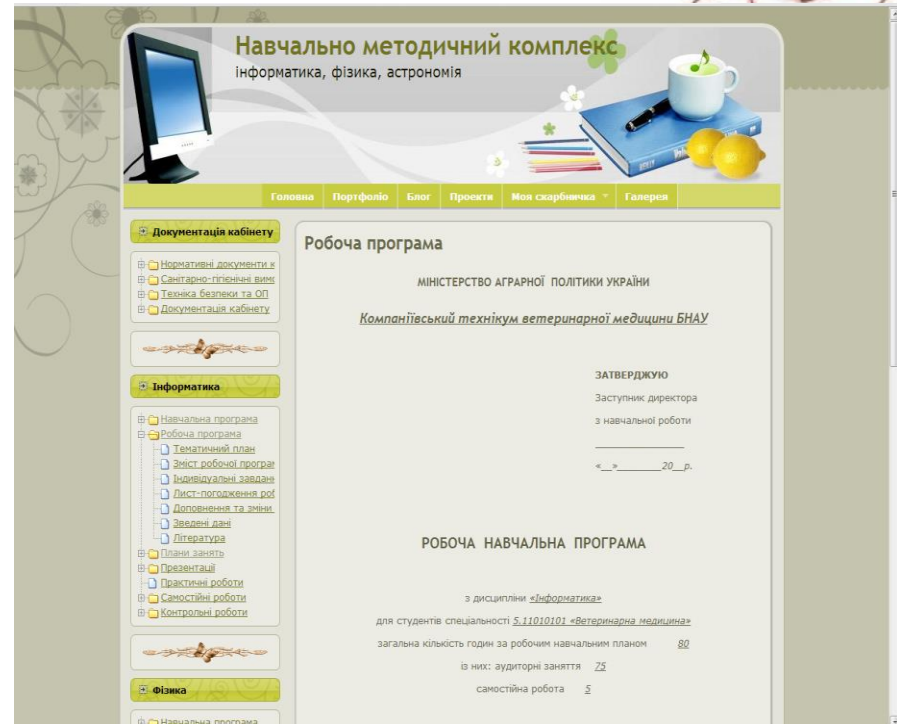 Навчально методичний комплекс
інформатика, фізика, астрономія
Головна Портфоліо Блог Проекти Моя скарбничка Галерея
Документація кабінету
Нормативні документи к
Санітарно-гігієнічні вимо
Техніка безпеки та ОП
Документація кабінету
Інформатика
Навчальна програма
Робоча програма
Тематичний план
Зміст робочої програм
Індивідуальні завданн
Лист-погодження роб
Доповнення та зміни
Зведені дані
Література
Плани занять
Презентації
Практичні роботи
Самостійні роботи
Контрольні роботи
Фізика
Навчальна програма
Робоча програма
МІНІСТЕРСТВО АГРАРНОЇ ПОЛІТИКИ УКРАЇНИ
Компаніївський технікум ветеринарної медицини БНАУ
ЗАТВЕРДЖУЮ
Заступник директора
з навчальної роботи
_________________
«__»________20__р.
РОБОЧА НАВЧАЛЬНА ПРОГРАМА
з дисципліни «Інформатика»
для студентів спеціальності 5.11010101 «Ветеринарна медицина»
загальна кількість годин за робочим навчальним планом 80
із них: аудиторні заняття 75
самостійна робота 5